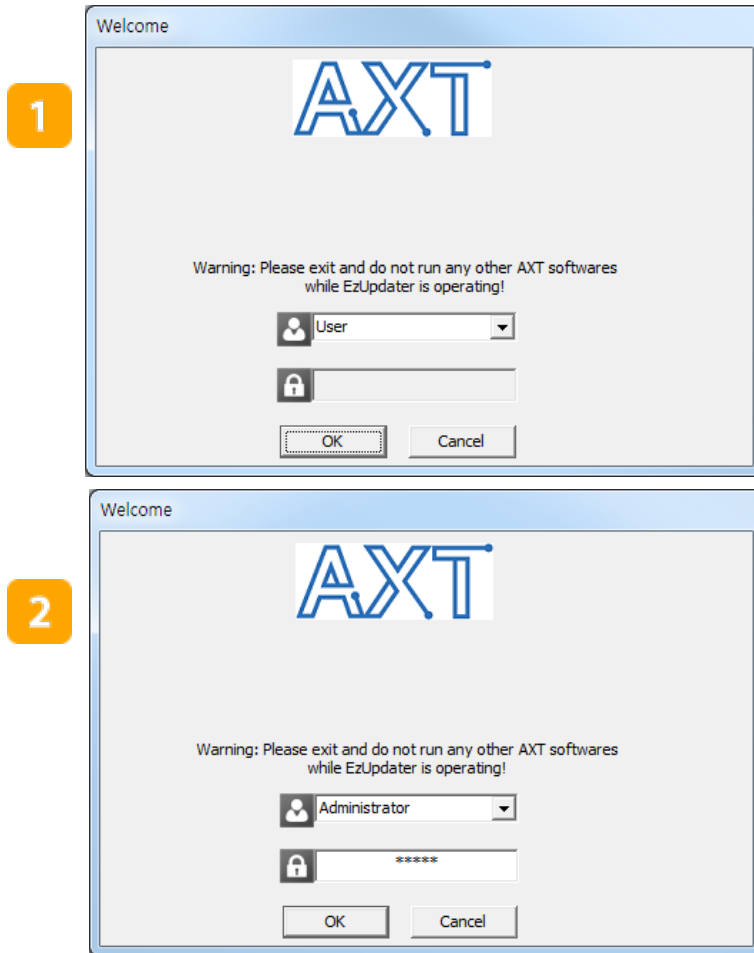 Welcome
1
AXT
Warning: Please exit and do not run any other AXT softwares
while EzUpdater is operating!
User
OK Cancel
Welcome
2
AXT
Warning: Please exit and do not run any other AXT softwares
while EzUpdater is operating!
Administrator
*****
OK Cancel